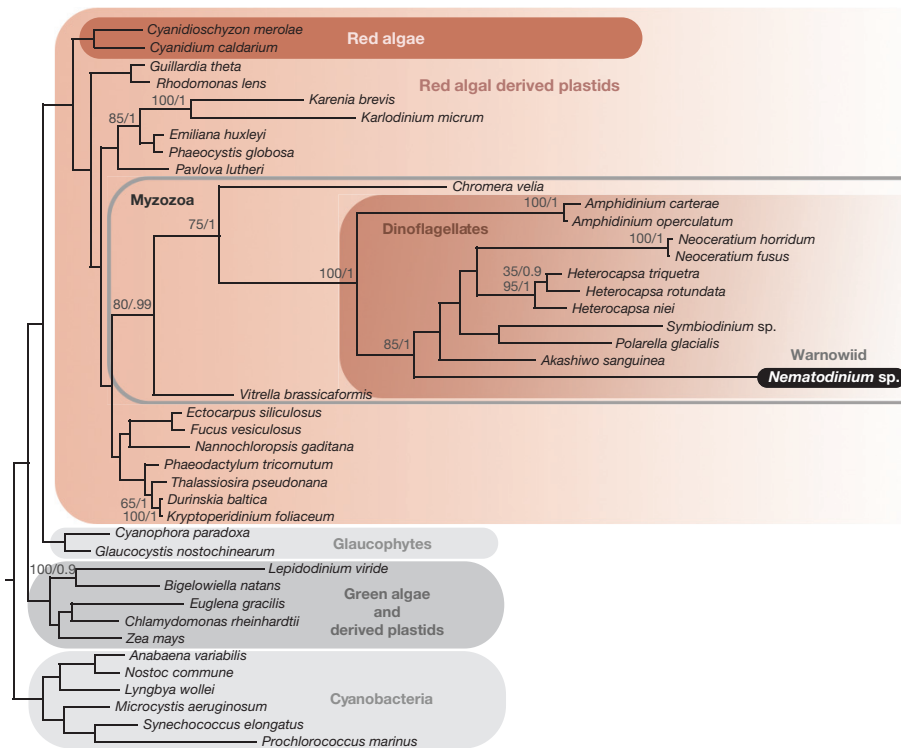 Cyanidioschyzon merolae
Red algae
Cyanidium caldarium
Guillardia theta
Rhodomonas lens
Red algal derived plastids
100/1
Karenia brevis
Karlodinium micrum
85/1
Emiliana huxleyi
Phaeocystis globosa
Pavlova lutheri
Chromera velia
Myzozoa
75/1
100/1
Amphidinium carterae
Amphidinium operculatum
Dinoflagellates
100/1
Neoceratium horridum
Neoceratium fusus
100/1
35/0.9
Heterocapsa triquetra
95/1
Heterocapsa rotundata
80/.99
Heterocapsa niei
Symbiodinium sp.
85/1
Polarella glacialis
Warnowiid
Akashiwo sanguinea
Nematodinium sp.
Vitrella brassicaformis
Ectocarpus siliculosus
Fucus vesiculosus
Nannochloropsis gaditana
Phaeodactylum tricornutum
Thalassiosira pseudonana
65/1
Durinskia baltica
100/1
Kryptoperidinium foliaceum
Cyanophora paradoxa
Glaucophytes
Glaucocystis nostochinearum
100/0.9
Lepidodinium viride
Bigelowiella natans
Green algae
and
derived plastids
Euglena gracilis
Chlamydomonas rheinhardtii
Zea mays
Anabaena variabilis
Nostoc commune
Lyngbya wollei
Cyanobacteria
Microcystis aeruginosum
Synechococcus elongatus
Prochlorococcus marinus